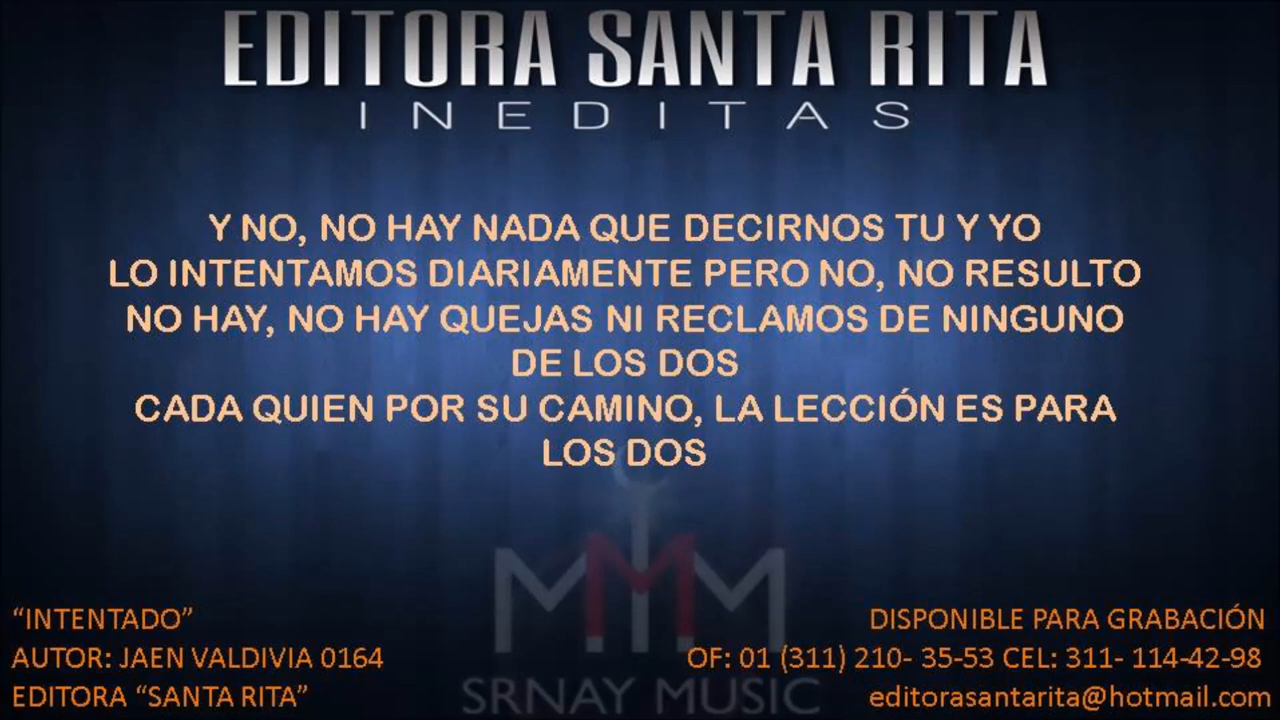 EDITORA SANTA RITA
INEDITAS
Y NO, NO HAY NADA QUE DECIRNOS TU Y YO
LO INTENTAMOS DIARIAMENTE PERO NO, NO RESULTO
NO HAY, NO HAY QUEJAS NI RECLAMOS DE NINGUNO
DE LOS DOS
CADA QUIEN POR SU CAMINO, LA LECCIÓN ES PARA
LOS DOS
“INTENTADO”
AUTOR: JAEN VALDIVIA 0164
EDITORA “SANTA RITA”
DISPONIBLE PARA GRABACIÓN
OF: 01 (311) 210- 35-53 CEL: 311- 114-42-98
editorasantarita@hotmail.com
MMM
SRNAY MUSIC